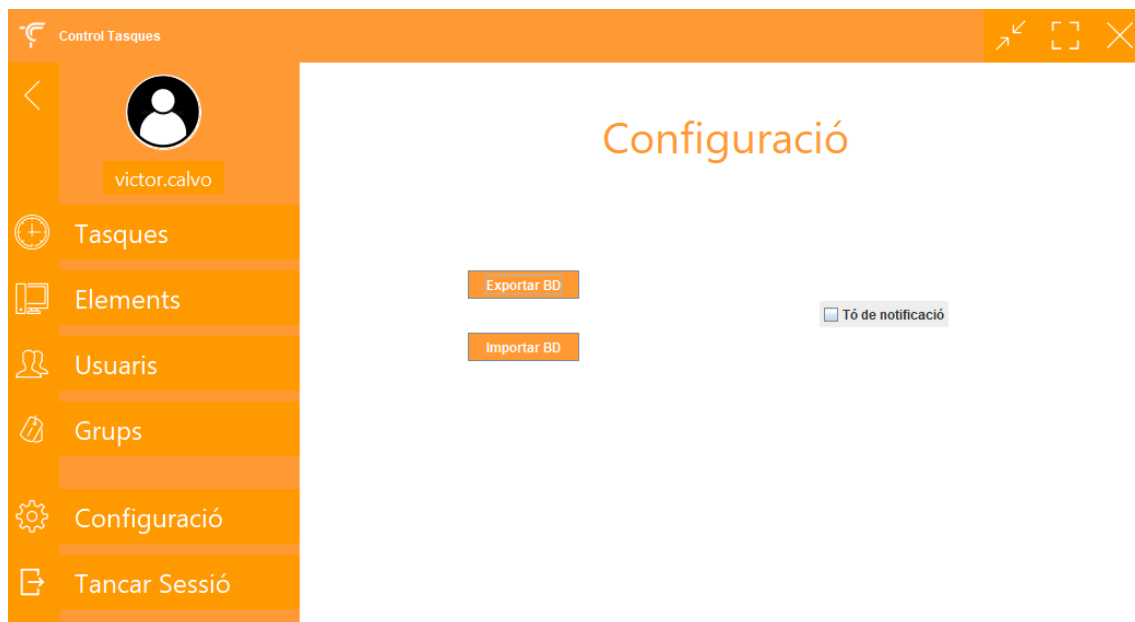 Control Tasques
victor.calvo
Tasques
Elements
Usuaris
Grups
Configuració
Tancar Sessió
Configuració
Exportar BD
Importar BD
Tó de notificació